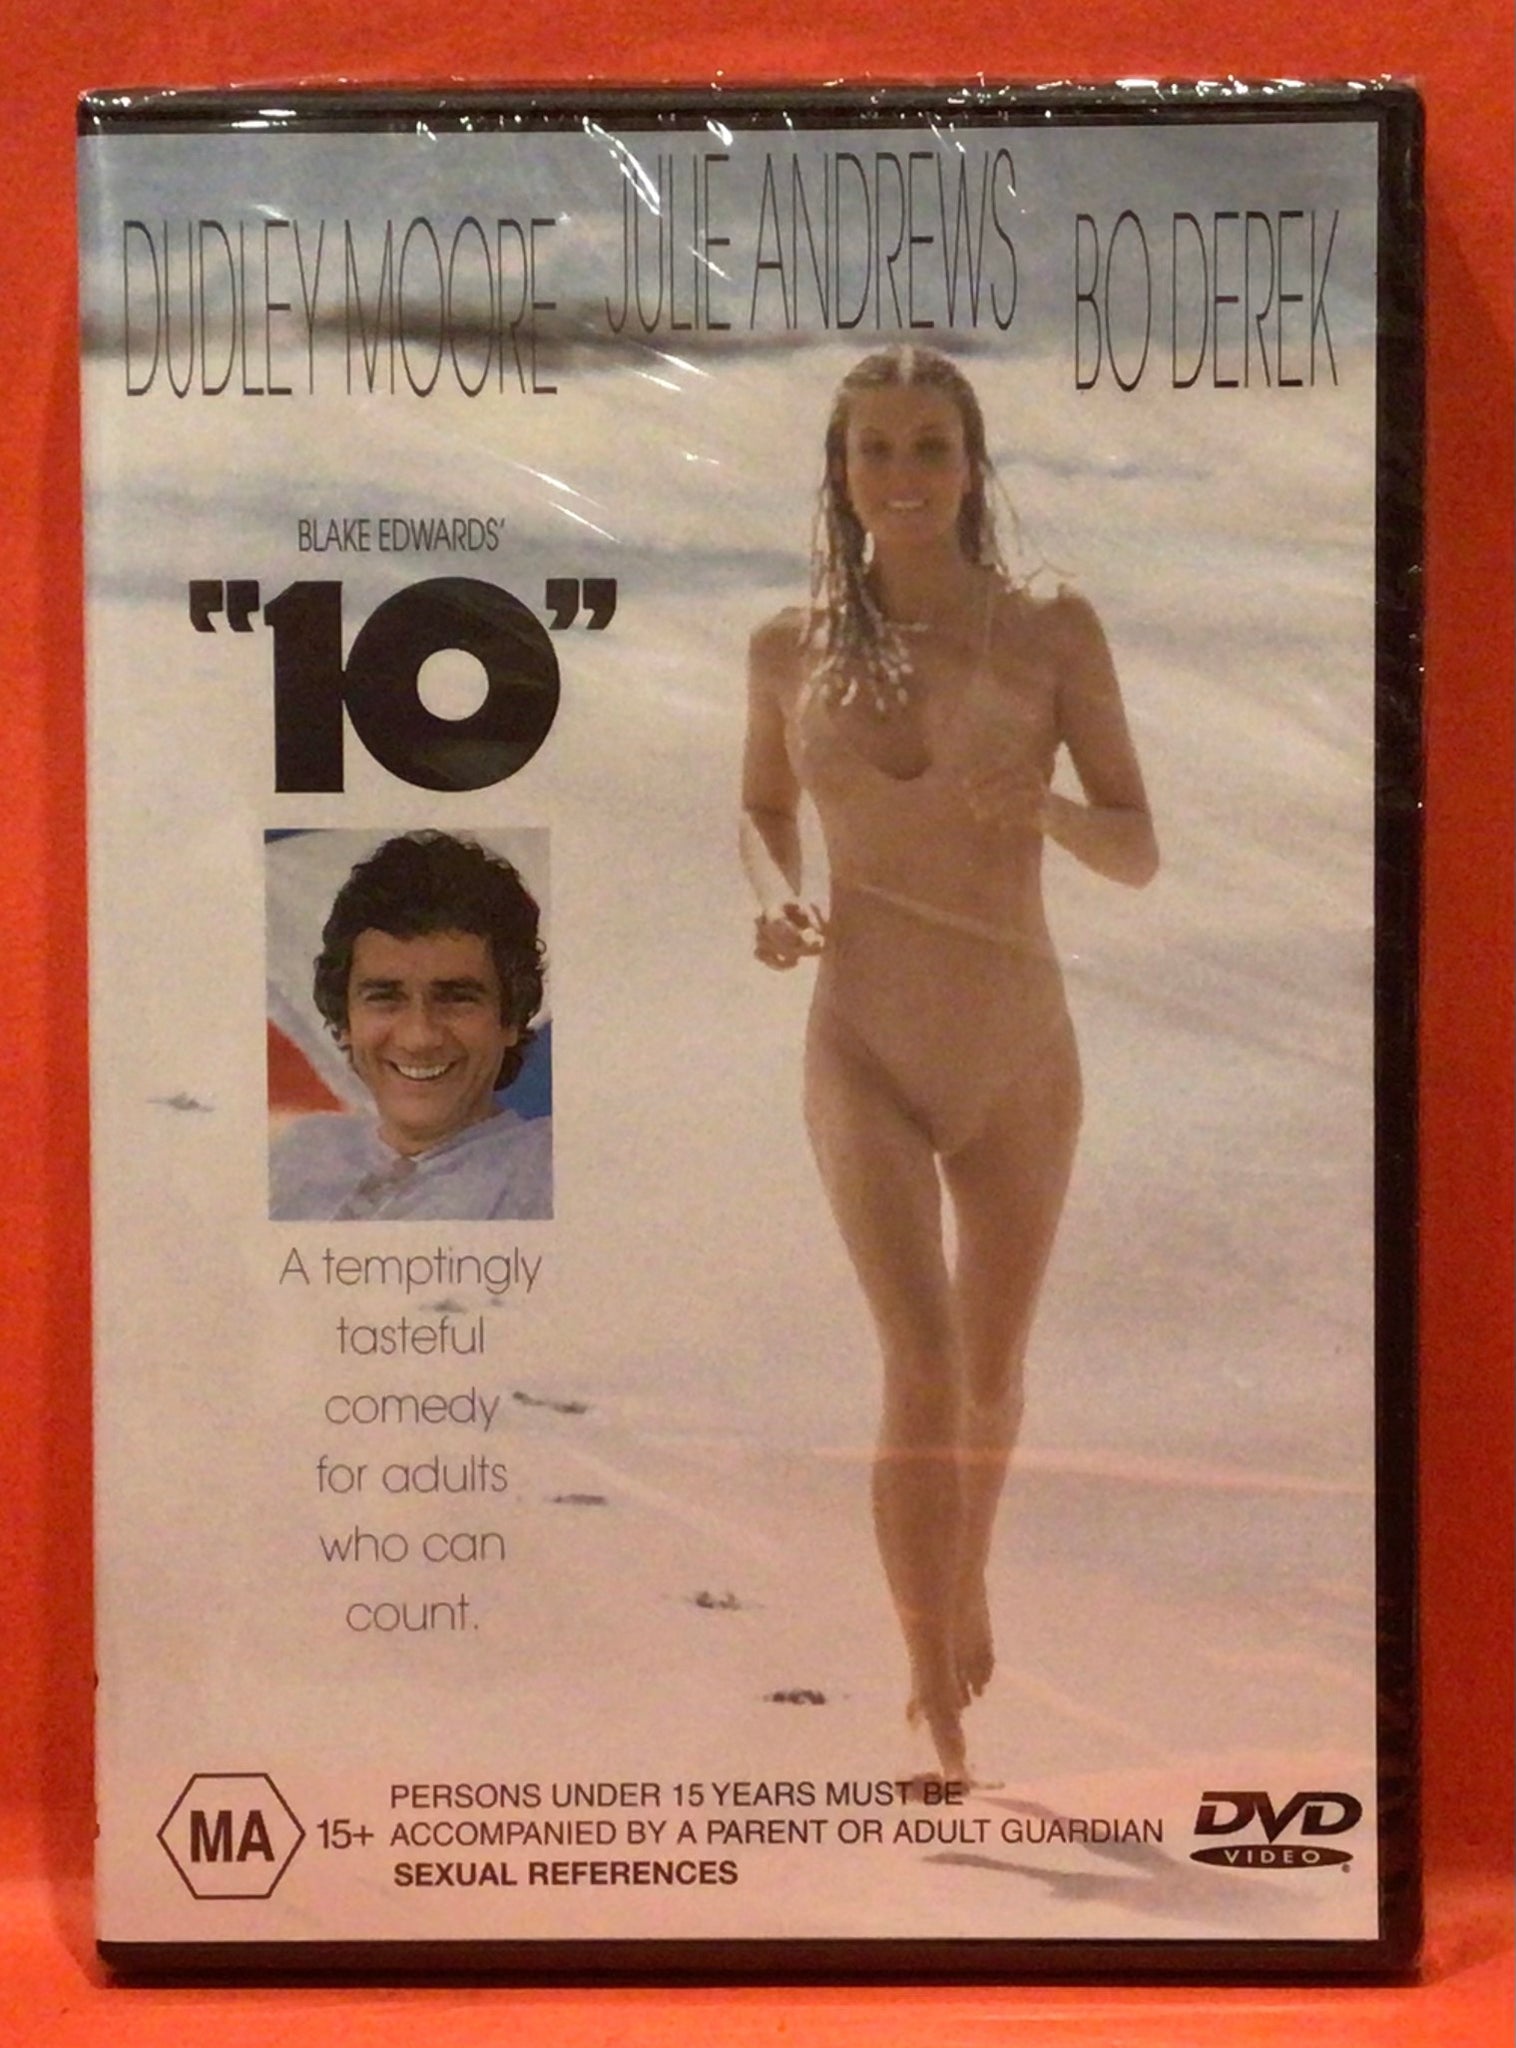 DUDLEY MOORE JULIE ANDREWS BO DEREK
BLAKE EDWARDS'
"10"
A temptingly
tasteful
comedy
for adults
who can
count.
MA 15+
PERSONS UNDER 15 YEARS MUST BE
ACCOMPANIED BY A PARENT OR ADULT GUARDIAN
SEXUAL REFERENCES
DVD
VIDEO